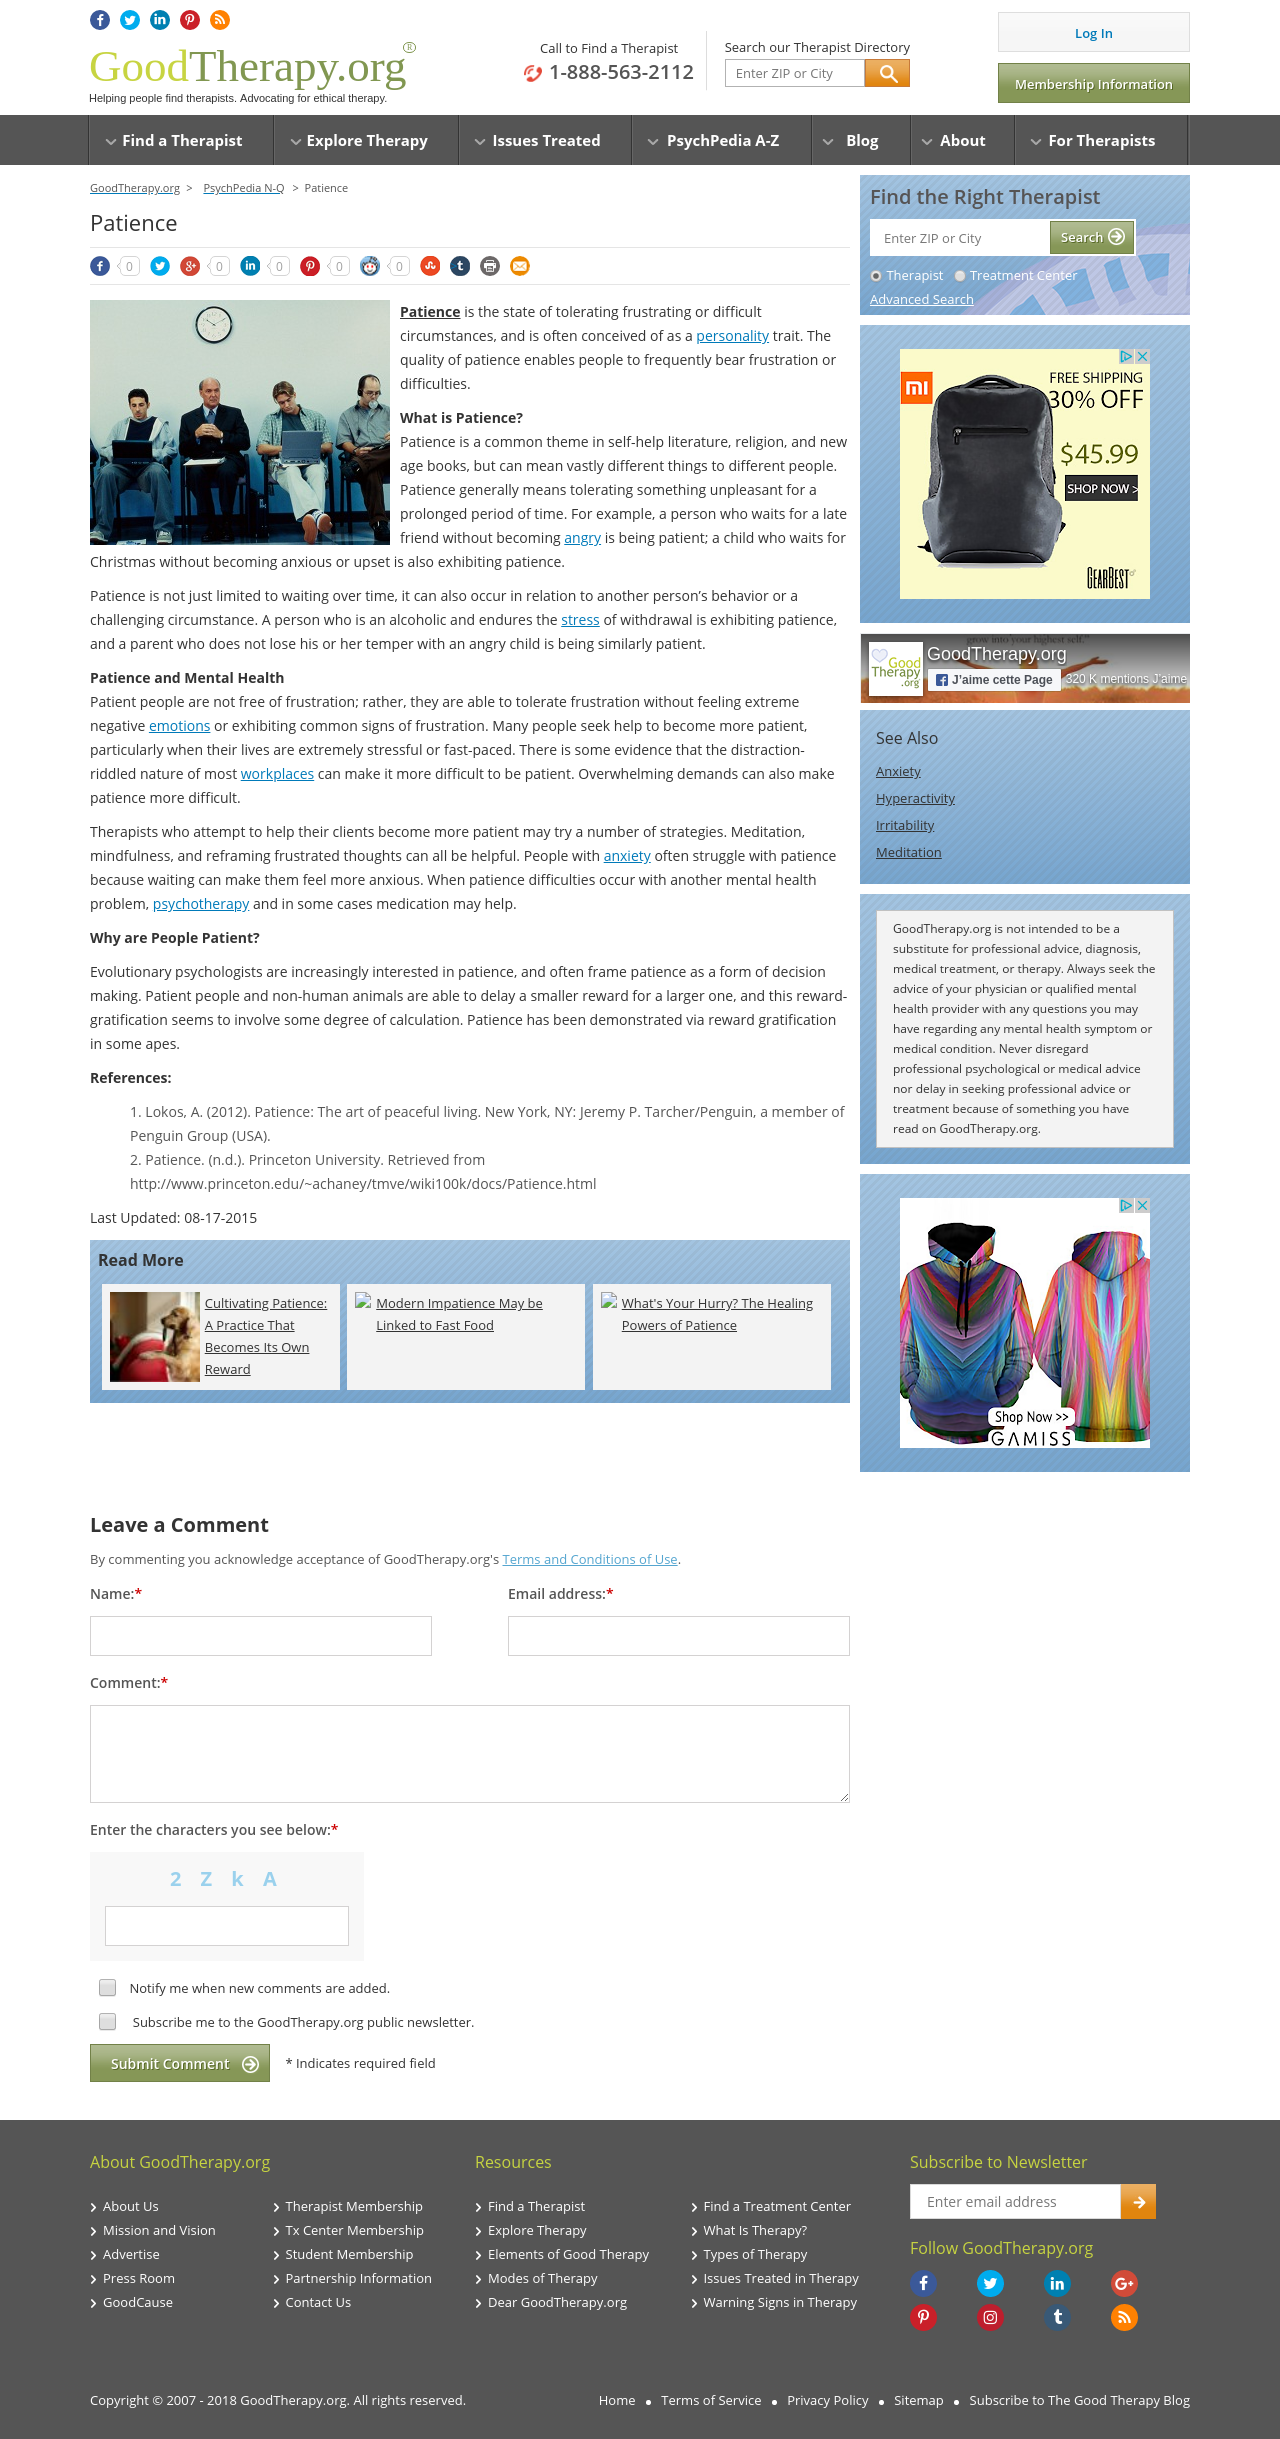 GoodTherapy.org®
Helping people find therapists. Advocating for ethical therapy.
Call to Find a Therapist
1-888-563-2112
Search our Therapist Directory
Enter ZIP or City
Log In
Membership Information
Find a Therapist
Explore Therapy
Issues Treated
PsychPedia A-Z
Blog
About
For Therapists
GoodTherapy.org > PsychPedia N-Q > Patience
Patience
0 0 0 0 0
Patience is the state of tolerating frustrating or difficult
circumstances, and is often conceived of as a personality trait. The
quality of patience enables people to frequently bear frustration or
difficulties.
What is Patience?
Patience is a common theme in self-help literature, religion, and new
age books, but can mean vastly different things to different people.
Patience generally means tolerating something unpleasant for a
prolonged period of time. For example, a person who waits for a late
friend without becoming angry is being patient; a child who waits for
Christmas without becoming anxious or upset is also exhibiting patience.
Patience is not just limited to waiting over time, it can also occur in relation to another person’s behavior or a
challenging circumstance. A person who is an alcoholic and endures the stress of withdrawal is exhibiting patience,
and a parent who does not lose his or her temper with an angry child is being similarly patient.
Patience and Mental Health
Patient people are not free of frustration; rather, they are able to tolerate frustration without feeling extreme
negative emotions or exhibiting common signs of frustration. Many people seek help to become more patient,
particularly when their lives are extremely stressful or fast-paced. There is some evidence that the distraction-
riddled nature of most workplaces can make it more difficult to be patient. Overwhelming demands can also make
patience more difficult.
Therapists who attempt to help their clients become more patient may try a number of strategies. Meditation,
mindfulness, and reframing frustrated thoughts can all be helpful. People with anxiety often struggle with patience
because waiting can make them feel more anxious. When patience difficulties occur with another mental health
problem, psychotherapy and in some cases medication may help.
Why are People Patient?
Evolutionary psychologists are increasingly interested in patience, and often frame patience as a form of decision
making. Patient people and non-human animals are able to delay a smaller reward for a larger one, and this reward-
gratification seems to involve some degree of calculation. Patience has been demonstrated via reward gratification
in some apes.
References:
1. Lokos, A. (2012). Patience: The art of peaceful living. New York, NY: Jeremy P. Tarcher/Penguin, a member of
Penguin Group (USA).
2. Patience. (n.d.). Princeton University. Retrieved from
http://www.princeton.edu/~achaney/tmve/wiki100k/docs/Patience.html
Last Updated: 08-17-2015
Read More
Cultivating Patience:
A Practice That
Becomes Its Own
Reward
Modern Impatience May be
Linked to Fast Food
What's Your Hurry? The Healing
Powers of Patience
Find the Right Therapist
Enter ZIP or City
Search
Therapist Treatment Center
Advanced Search
mi
FREE SHIPPING
30% OFF
$45.99
SHOP NOW >
GEARBEST
grow into your highest self."
Good
Therapy
.org
GoodTherapy.org
J'aime cette Page
320 K mentions J'aime
See Also
Anxiety
Hyperactivity
Irritability
Meditation
GoodTherapy.org is not intended to be a
substitute for professional advice, diagnosis,
medical treatment, or therapy. Always seek the
advice of your physician or qualified mental
health provider with any questions you may
have regarding any mental health symptom or
medical condition. Never disregard
professional psychological or medical advice
nor delay in seeking professional advice or
treatment because of something you have
read on GoodTherapy.org.
Shop Now >>
GAMISS
Leave a Comment
By commenting you acknowledge acceptance of GoodTherapy.org's Terms and Conditions of Use.
Name:*
Email address:*
Comment:*
Enter the characters you see below:*
2 Z k A
Notify me when new comments are added.
Subscribe me to the GoodTherapy.org public newsletter.
Submit Comment
* Indicates required field
About GoodTherapy.org
About Us
Mission and Vision
Advertise
Press Room
GoodCause
Therapist Membership
Tx Center Membership
Student Membership
Partnership Information
Contact Us
Resources
Find a Therapist
Explore Therapy
Elements of Good Therapy
Modes of Therapy
Dear GoodTherapy.org
Find a Treatment Center
What Is Therapy?
Types of Therapy
Issues Treated in Therapy
Warning Signs in Therapy
Subscribe to Newsletter
Enter email address
Follow GoodTherapy.org
Copyright © 2007 - 2018 GoodTherapy.org. All rights reserved.
Home • Terms of Service • Privacy Policy • Sitemap • Subscribe to The Good Therapy Blog